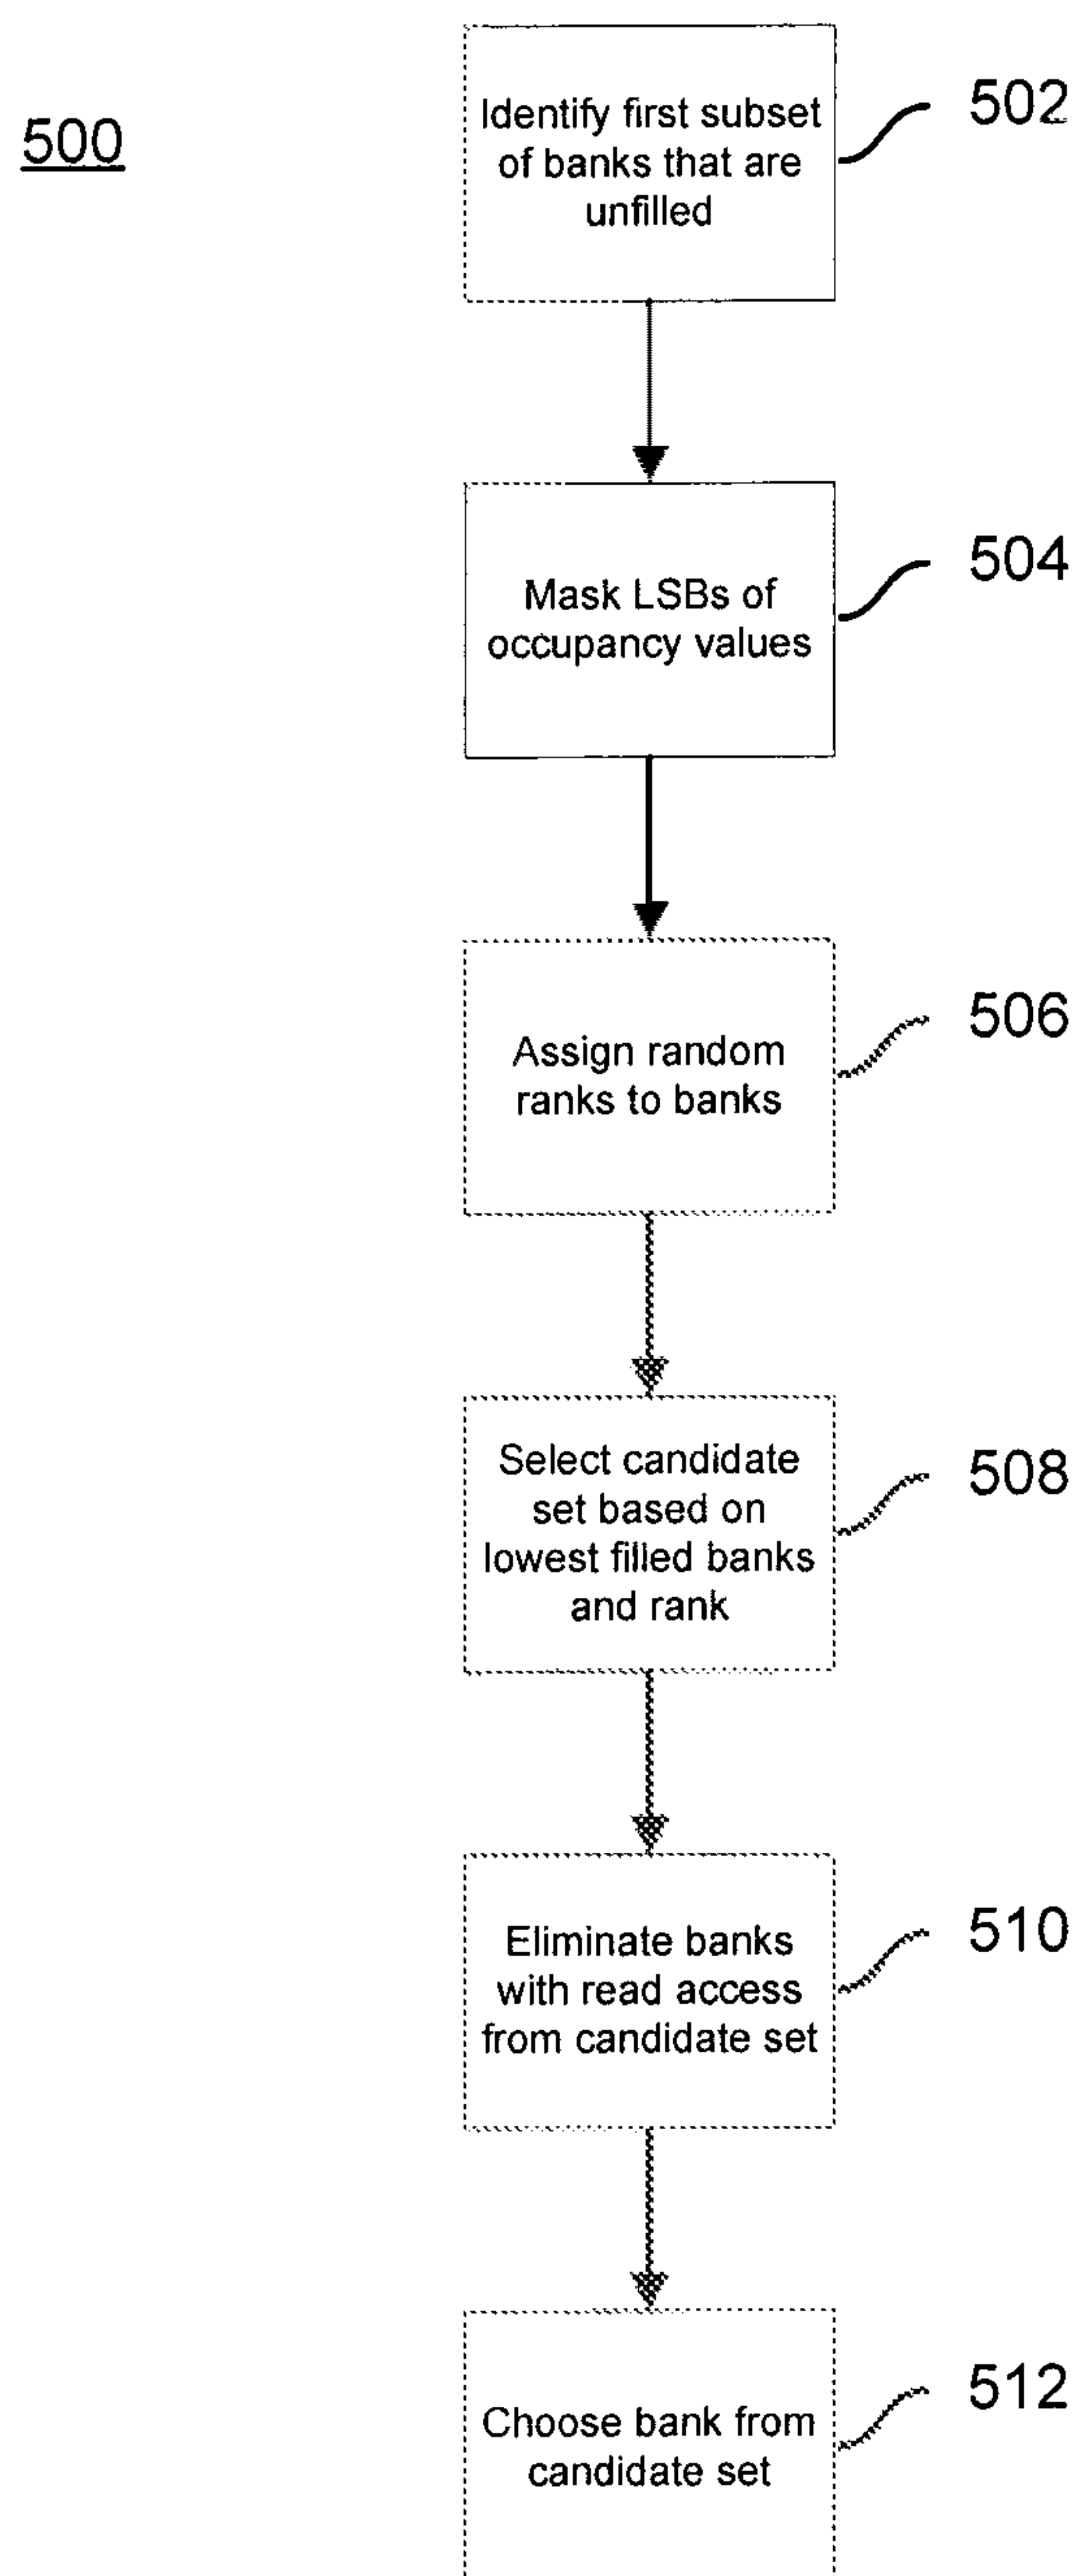 500
Identify first subset
of banks that are
unfilled
502
Mask LSBs of
occupancy values
504
Assign random
ranks to banks
506
Select candidate
set based on
lowest filled banks
and rank
508
Eliminate banks
with read access
from candidate set
510
Choose bank from
candidate set
512